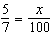 5/7 = x/100